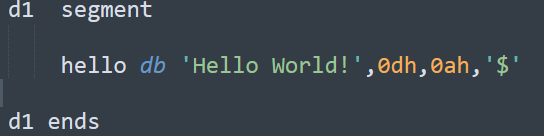 d1  segment
hello db 'Hello World!',0dh,0ah,'$'
d1 ends